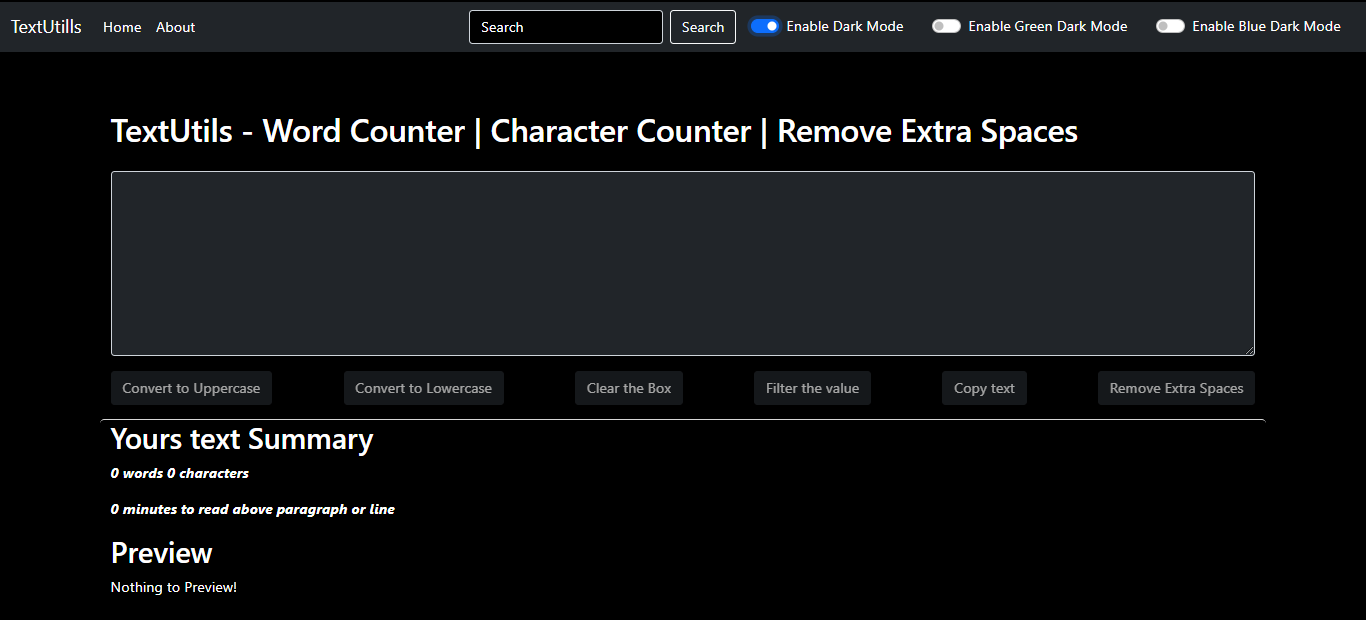 TextUtills Home About Search Search Enable Dark Mode Enable Green Dark Mode Enable Blue Dark Mode
TextUtils - Word Counter | Character Counter | Remove Extra Spaces
Convert to Uppercase Convert to Lowercase Clear the Box Filter the value Copy text Remove Extra Spaces
Yours text Summary
0 words 0 characters
0 minutes to read above paragraph or line
Preview
Nothing to Preview!